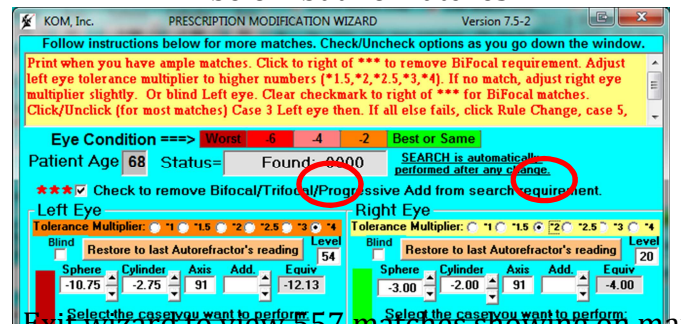 KOM, Inc. PRESCRIPTION MODIFICATION WIZARD Version 7.5-2
Follow instructions below for more matches. Check/Uncheck options as you go down the window.
Print when you have ample matches. Click to right of *** to remove BiFocal requirement. Adjust
left eye tolerance multiplier to higher numbers (*1.5,*2,*2.5,*3,*4). If no match, adjust right eye
multiplier slightly. Or blind Left eye. Clear checkmark to right of *** for BiFocal matches.
Click/Unclick (for most matches) Case 3 Left eye then. If all else fails, click Rule Change, case 5,
Eye Condition ===> Worst -6 -4 -2 Best or Same
Patient Age 68 Status= Found: 0000 SEARCH is automatically
performed after any change.
*** Check to remove Bifocal/Trifocal/Progressive Add from search requirement.
Left Eye Right Eye
Tolerance Multiplier: *1 *1.5 *2 *2.5 *3 *4 Tolerance Multiplier: *1 *1.5 *2 *2.5 *3 *4
Blind Restore to last Autorefractor's reading Level Blind Restore to last Autorefractor's reading Level
54 20
Sphere Cylinder Axis Add. Equiv Sphere Cylinder Axis Add. Equiv
-10.75 -2.75 91 -12.13 -3.00 -2.00 91 -4.00
Select the case you want to perform: Select the case you want to perform:
Exit wizard to view 557 matches showing on ma